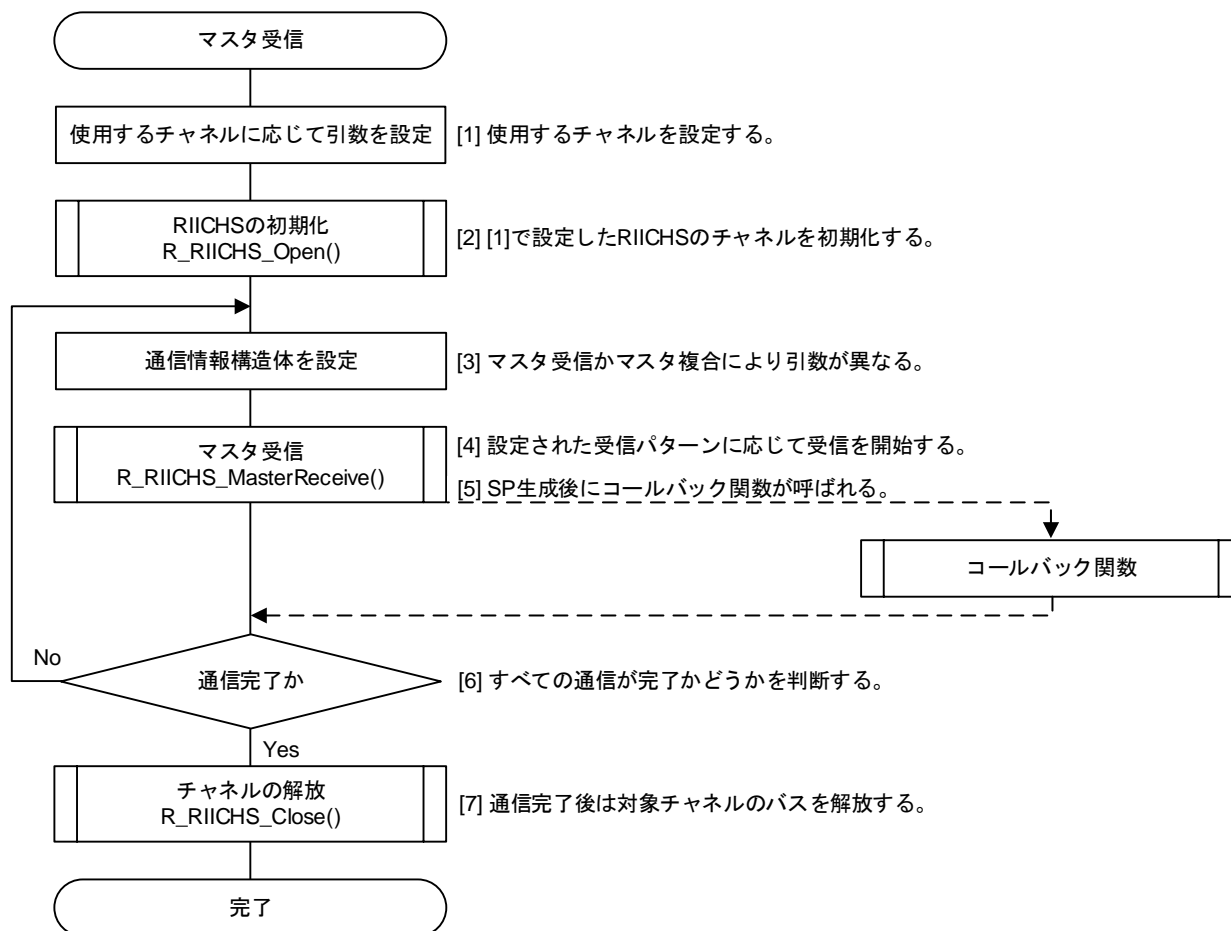 マスタ受信
使用するチャネルに応じて引数を設定
[1] 使用するチャネルを設定する。
RIICHSの初期化
R_RIICHS_Open()
[2] [1]で設定したRIICHSのチャネルを初期化する。
通信情報構造体を設定
[3] マスタ受信かマスタ複合により引数が異なる。
マスタ受信
R_RIICHS_MasterReceive()
[4] 設定された受信パターンに応じて受信を開始する。
[5] SP生成後にコールバック関数が呼ばれる。
コールバック関数
No
通信完了か
[6] すべての通信が完了かどうかを判断する。
Yes
チャネルの解放
R_RIICHS_Close()
[7] 通信完了後は対象チャネルのバスを解放する。
完了